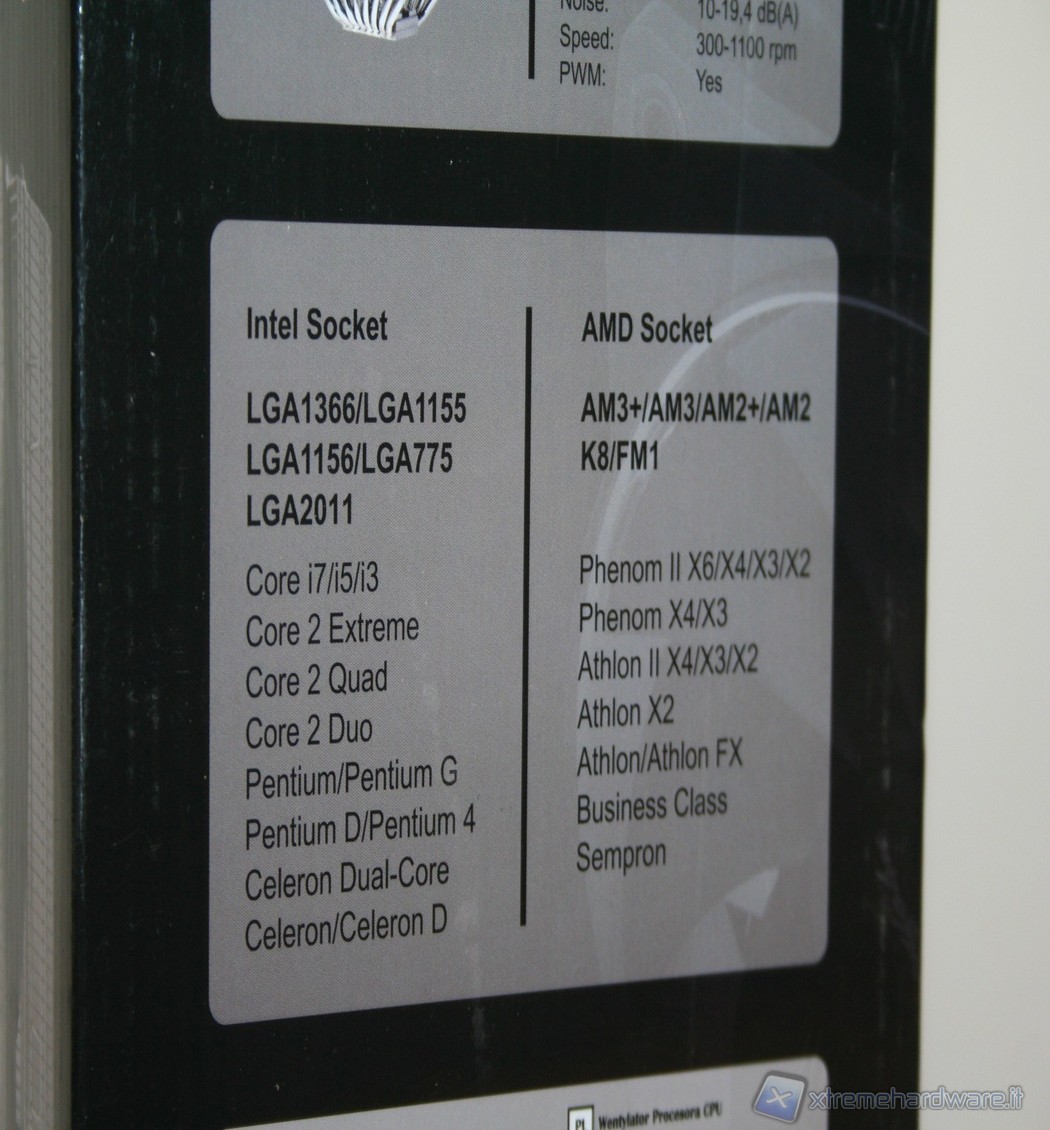 Noise: 10-19,4 dB(A)
Speed: 300-1100 rpm
PWM: Yes
Intel Socket
LGA1366/LGA1155
LGA1156/LGA775
LGA2011
Core i7/i5/i3
Core 2 Extreme
Core 2 Quad
Core 2 Duo
Pentium/Pentium G
Pentium D/Pentium 4
Celeron Dual-Core
Celeron/Celeron D
AMD Socket
AM3+/AM3/AM2+/AM2
K8/FM1
Phenom II X6/X4/X3/X2
Phenom X4/X3
Athlon II X4/X3/X2
Athlon X2
Athlon/Athlon FX
Business Class
Sempron
PL Wentylator Procesora CPU
xtremehardware.it